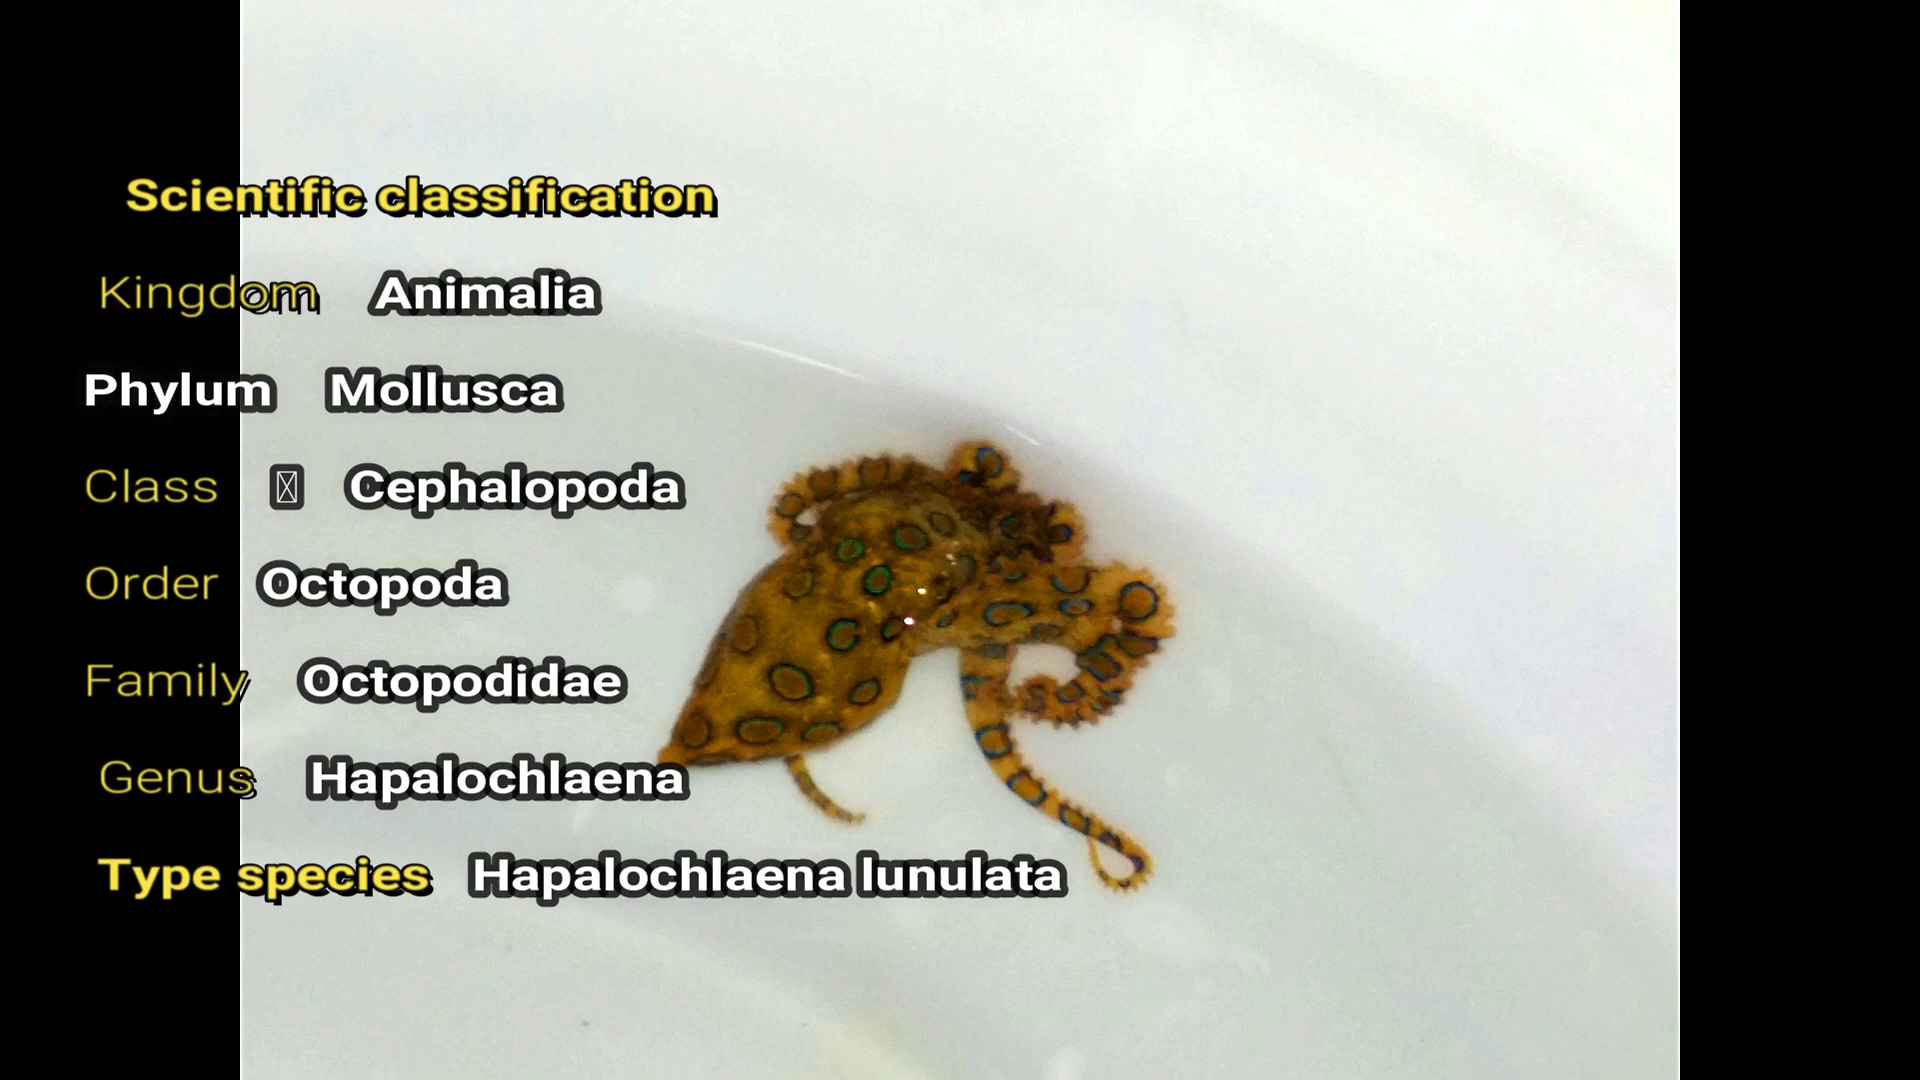 Scientific classification
Kingdom Animalia
Phylum Mollusca
Class Cephalopoda
Order Octopoda
Family Octopodidae
Genus Hapalochlaena
Type species Hapalochlaena lunulata